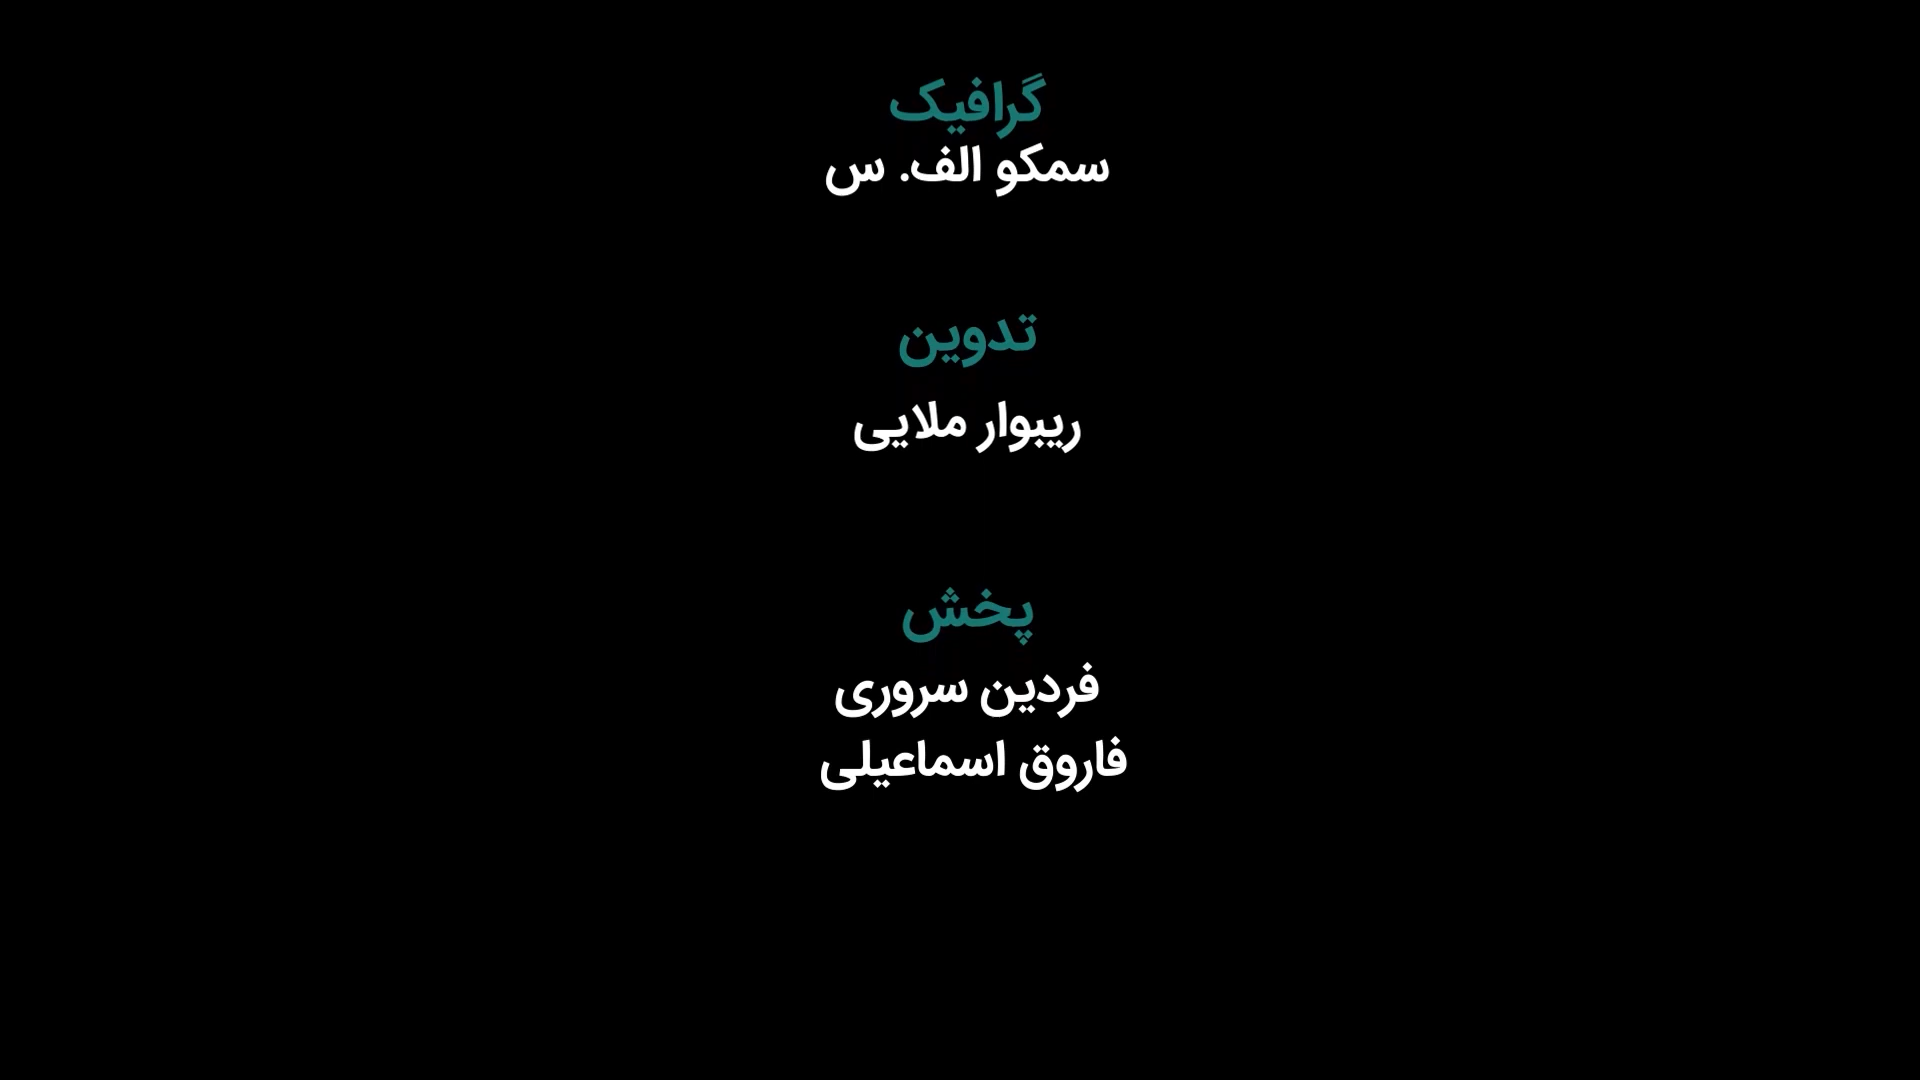 گرافیک
سمکو الف. س
تدوین
ریبوار ملایی
پخش
فردین سروری
فاروق اسماعیلی